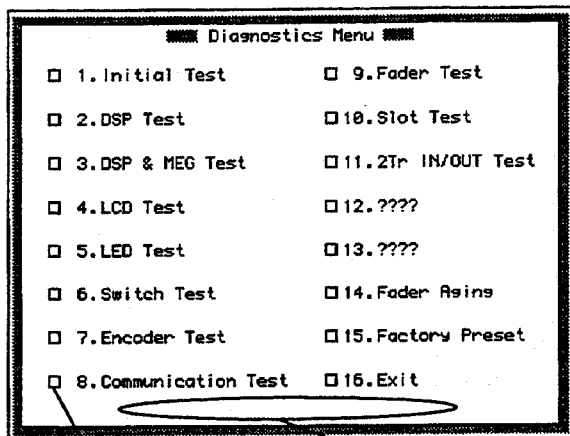 Diagnostics Menu
1.Initial Test
2.DSP Test
3.DSP & MEG Test
4.LCD Test
5.LED Test
6.Switch Test
7.Encoder Test
8.Communication Test
9.Fader Test
10.Slot Test
11.2Tr IN/OUT Test
12.????
13.????
14.Fader Aging
15.Factory Preset
16.Exit